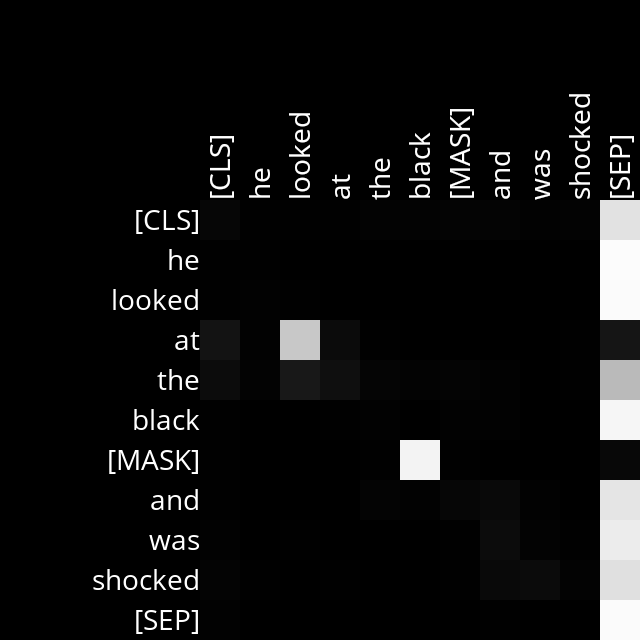 [CLS] he looked at the black [MASK] and was shocked [SEP]
[CLS]
he
looked
at
the
black
[MASK]
and
was
shocked
[SEP]